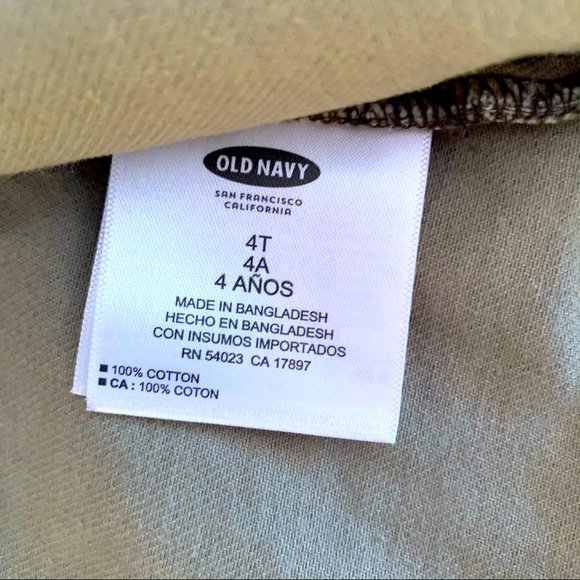 OLD NAVY
SAN FRANCISCO
CALIFORNIA
4T
4A
4 AÑOS
MADE IN BANGLADESH
HECHO EN BANGLADESH
CON INSUMOS IMPORTADOS
RN 54023 CA 17897
■ 100% COTTON
■ CA : 100% COTON